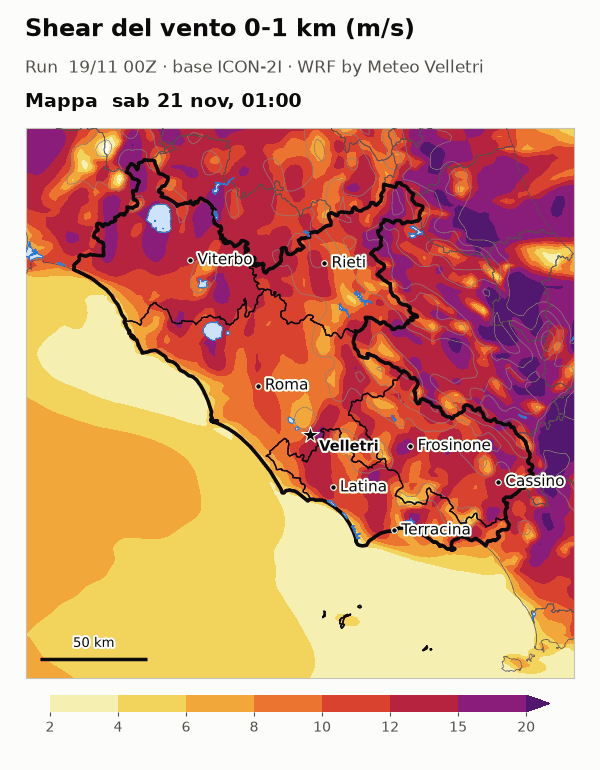 Shear del vento 0-1 km (m/s)
Run  19/11 00Z · base ICON-2I · WRF by Meteo Velletri
Mappa  sab 21 nov, 01:00
Viterbo
Rieti
Roma
Velletri
Frosinone
Latina
Cassino
Terracina
50 km
2 4 6 8 10 12 15 20